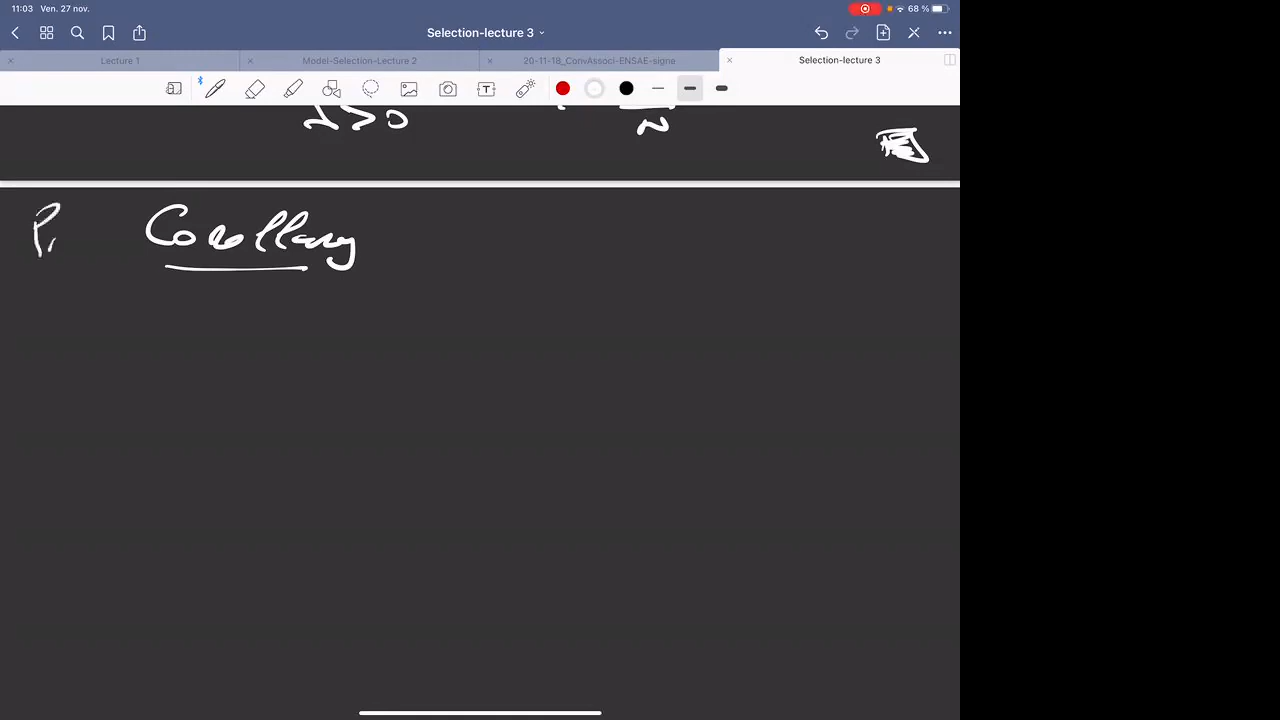 11:03 Ven. 27 nov. 68 %
Selection-lecture 3
Lecture 1 Model-Selection-Lecture 2 20-11-18_ConvAssoci-ENSAE-signe Selection-lecture 3
T
λ > 0 n
P. Corollary